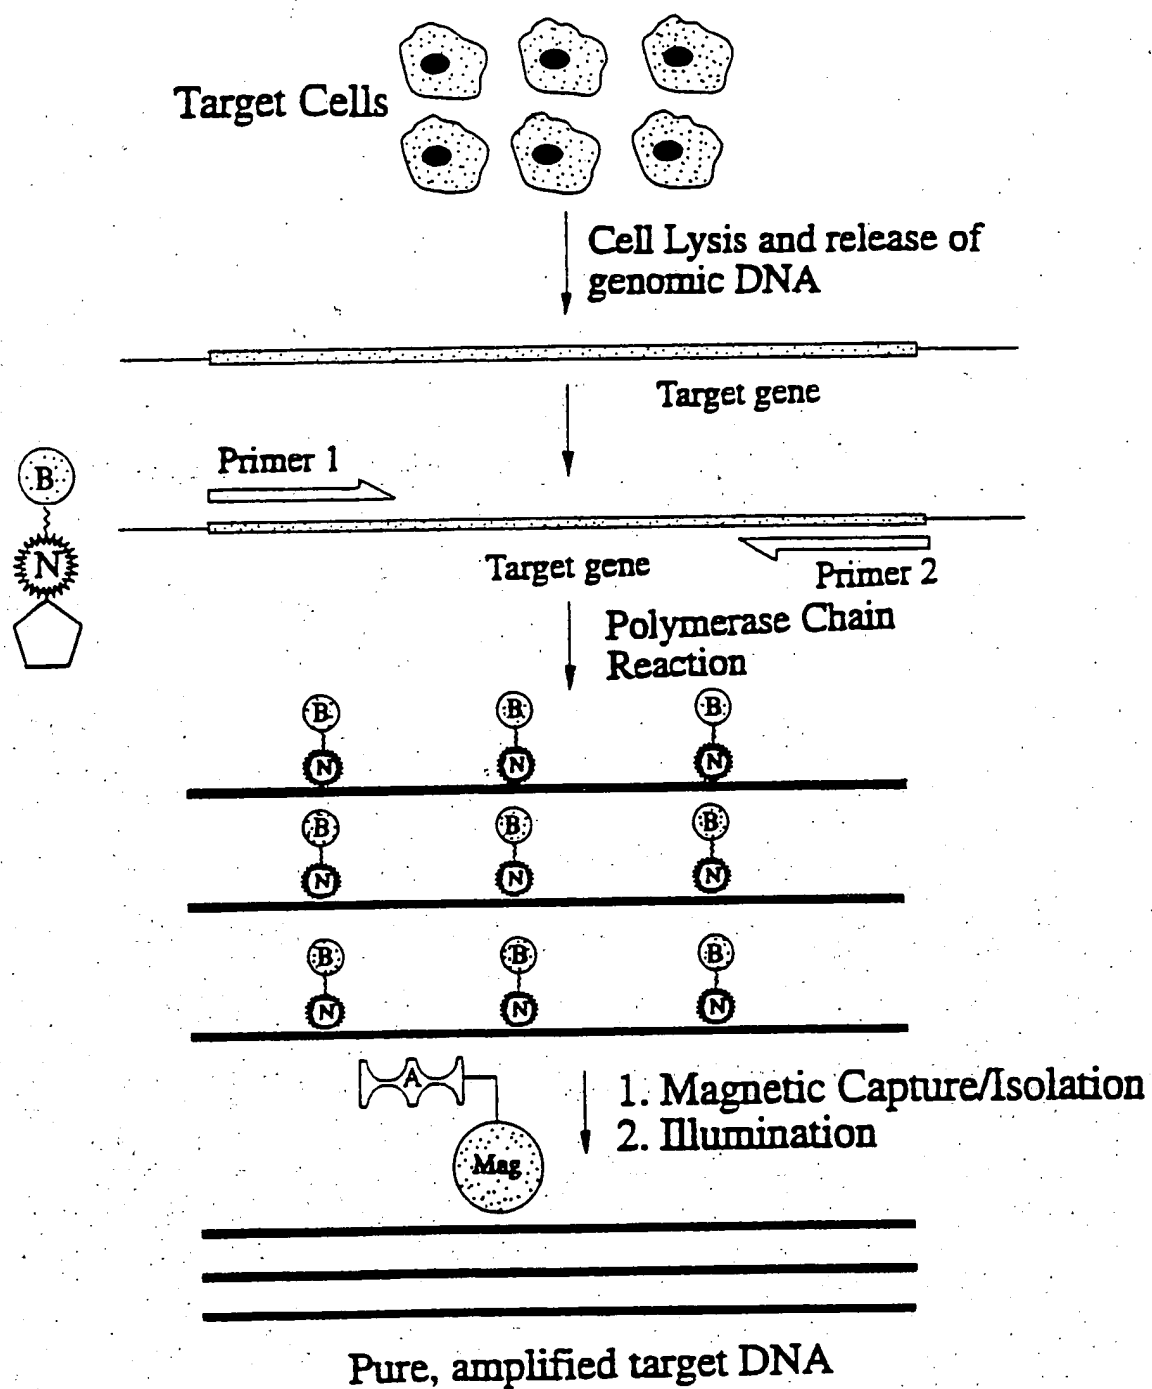 Target Cells
Cell Lysis and release of
genomic DNA
Target gene
Primer 1
B
N
Target gene
Primer 2
Polymerase Chain
Reaction
B B B
N N N
B B B
N N N
B B B
N N N
A
1. Magnetic Capture/Isolation
2. Illumination
Mag
Pure, amplified target DNA